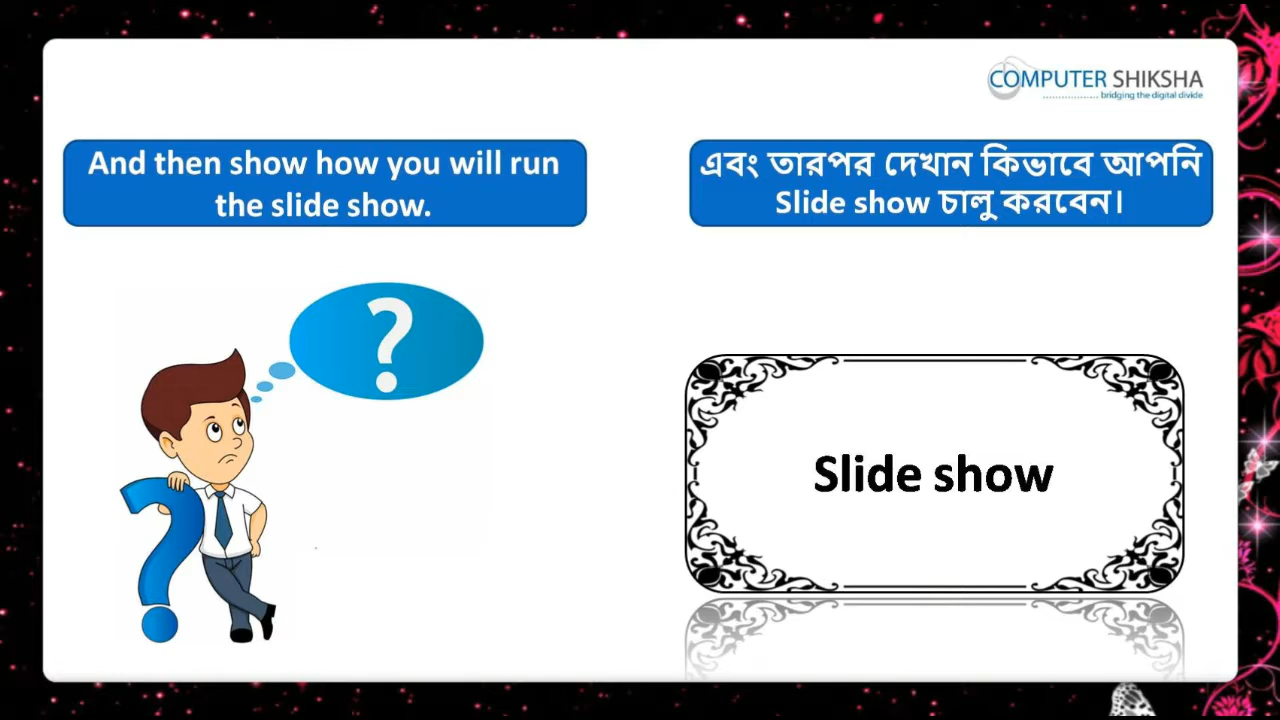 COMPUTER SHIKSHA
bridging the digital divide
And then show how you will run
the slide show.
এবং তারপর দেখান কিভাবে আপনি
Slide show চালু করবেন।
?
Slide show